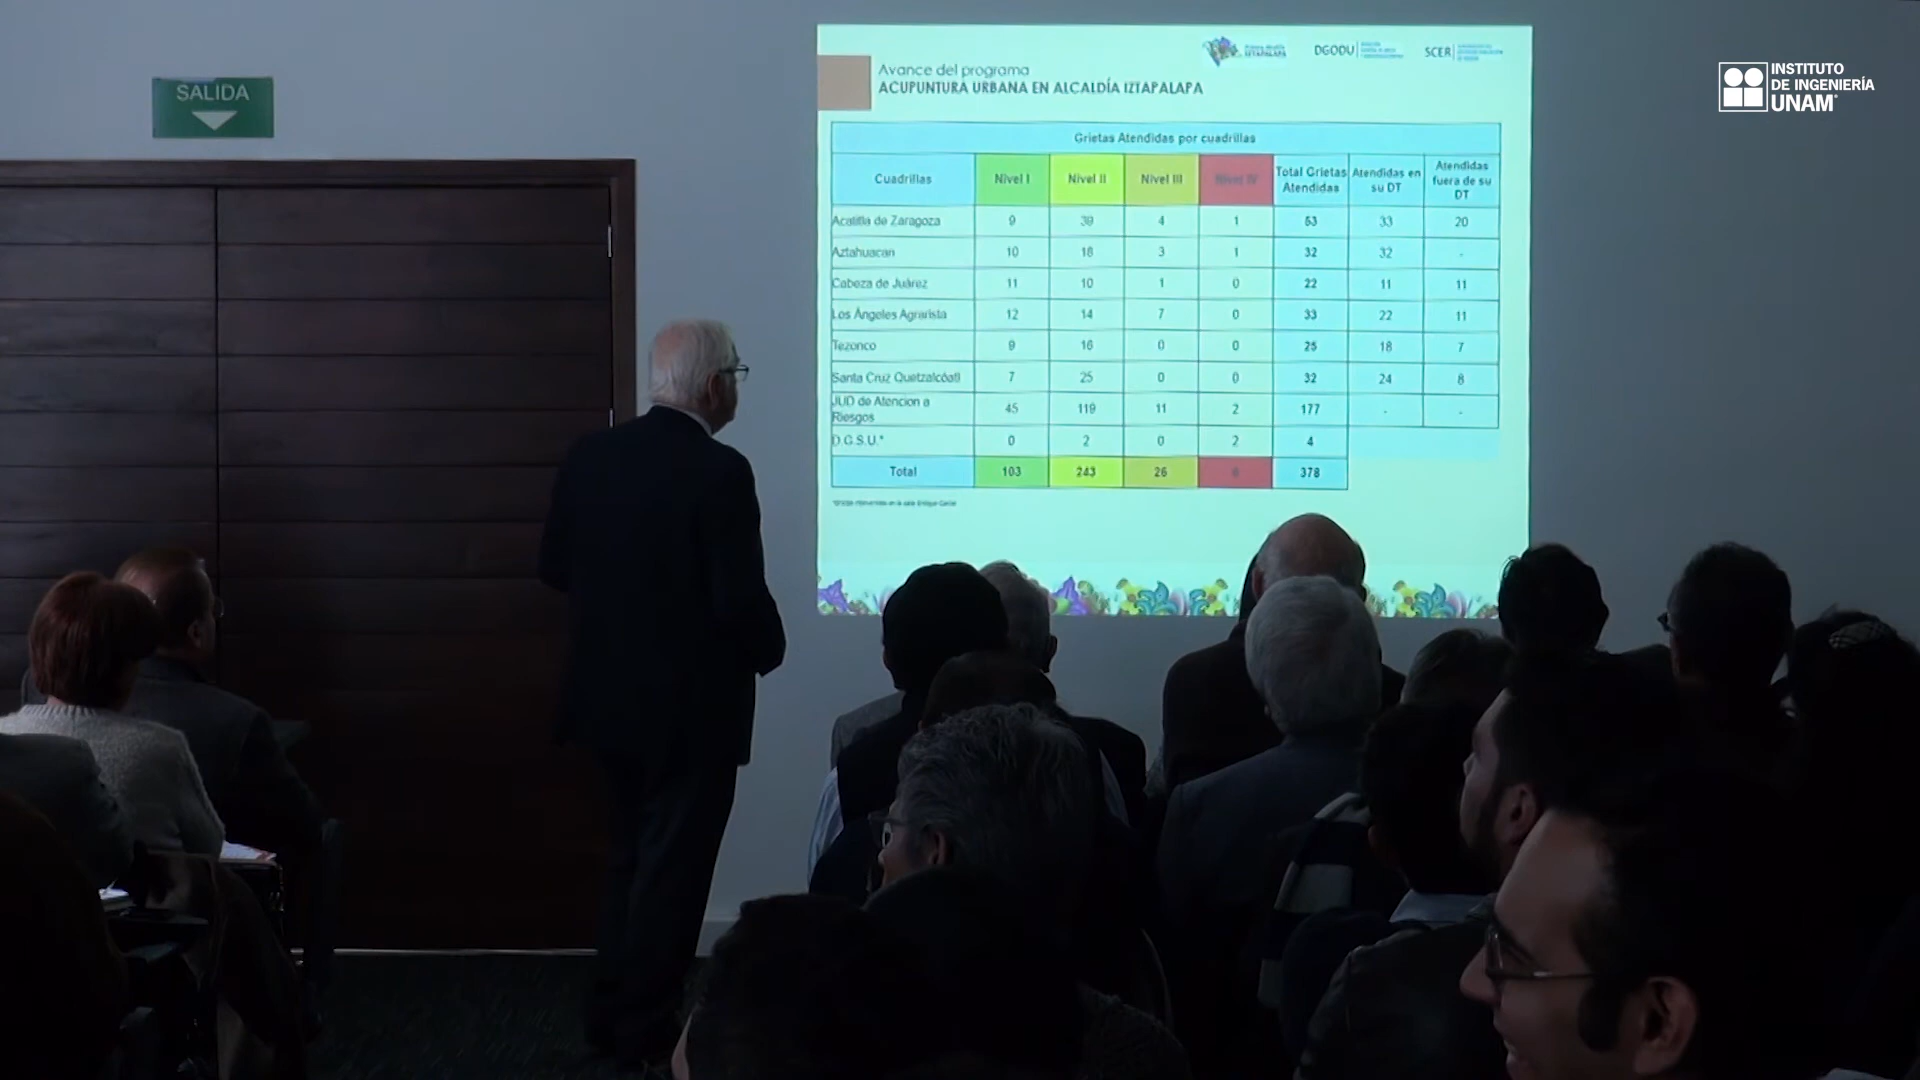 SALIDA
INSTITUTO
DE INGENIERÍA
UNAM
DGODU
SCER
IZTAPALAPA
Avance del programa
ACUPUNTURA URBANA EN ALCALDÍA IZTAPALAPA
Grietas Atendidas por cuadrillas
Cuadrillas Nivel I Nivel II Nivel III Nivel IV Total Grietas Atendidas Atendidas en su DT Atendidas fuera de su DT
Acatitla de Zaragoza 9 39 4 1 53 33 20
Aztahuacan 10 18 3 1 32 32 -
Cabeza de Juárez 11 10 1 0 22 11 11
Los Ángeles Agrarista 12 14 7 0 33 22 11
Tezonco 9 16 0 0 25 18 7
Santa Cruz Quetzalcóatl 7 25 0 0 32 24 8
JUD de Atencion a Riesgos 45 119 11 2 177 - -
D.G.S.U.* 0 2 0 2 4
Total 103 243 26 6 378